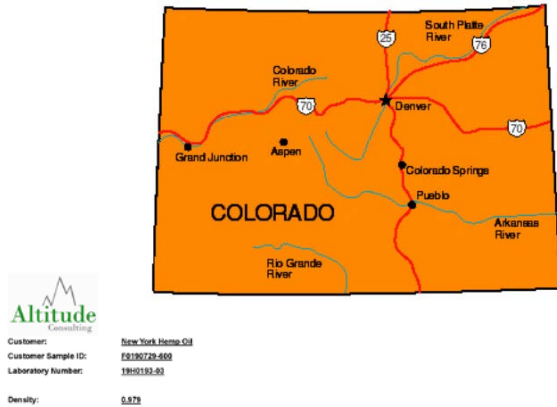 25
South Platte
River
76
Colorado
River
70
Denver
70
Grand Junction
Aspen
Colorado Springs
Pueblo
COLORADO
Arkansas
River
Rio Grande
River
Altitude
Consulting
Customer: New York Hemp Oil
Customer Sample ID: F0190729-600
Laboratory Number: 19H0193-03
Density: 0.979